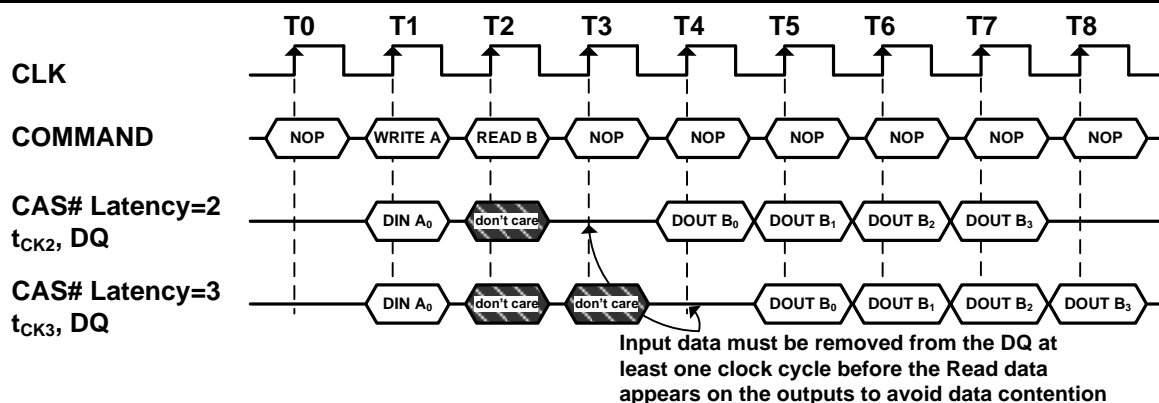 T0 T1 T2 T3 T4 T5 T6 T7 T8
CLK
COMMAND NOP WRITE A READ B NOP NOP NOP NOP NOP NOP
CAS# Latency=2
tCK2, DQ DIN A0 don't care DOUT B0 DOUT B1 DOUT B2 DOUT B3
CAS# Latency=3
tCK3, DQ DIN A0 don't care don't care DOUT B0 DOUT B1 DOUT B2 DOUT B3
Input data must be removed from the DQ at
least one clock cycle before the Read data
appears on the outputs to avoid data contention